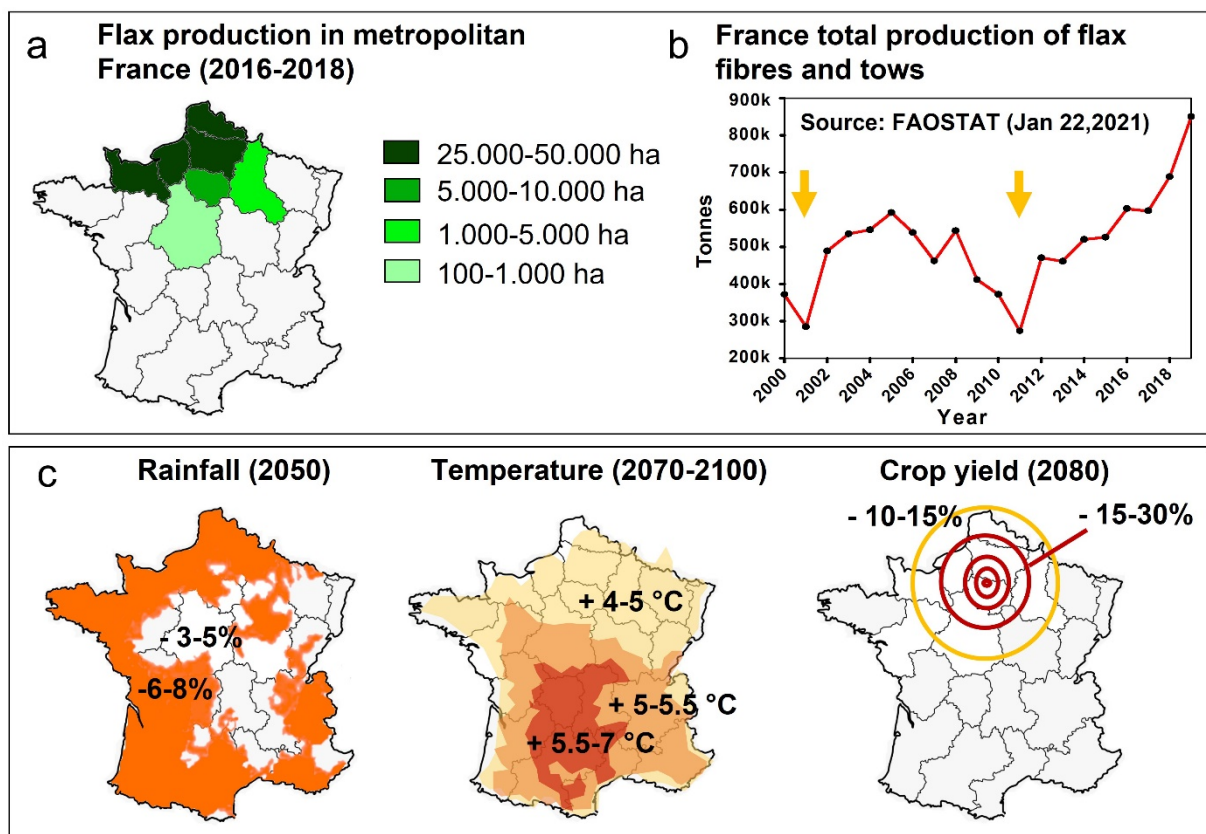 a
Flax production in metropolitan
France (2016-2018)
25.000-50.000 ha
5.000-10.000 ha
1.000-5.000 ha
100-1.000 ha
b
France total production of flax
fibres and tows
Source: FAOSTAT (Jan 22,2021)
Tonnes
900k
800k
700k
600k
500k
400k
300k
200k
2000
2002
2004
2006
2008
2010
2012
2014
2016
2018
Year
c
Rainfall (2050)
- 3-5%
-6-8%
Temperature (2070-2100)
+ 4-5 °C
+ 5-5.5 °C
+ 5.5-7 °C
Crop yield (2080)
- 10-15%
- 15-30%